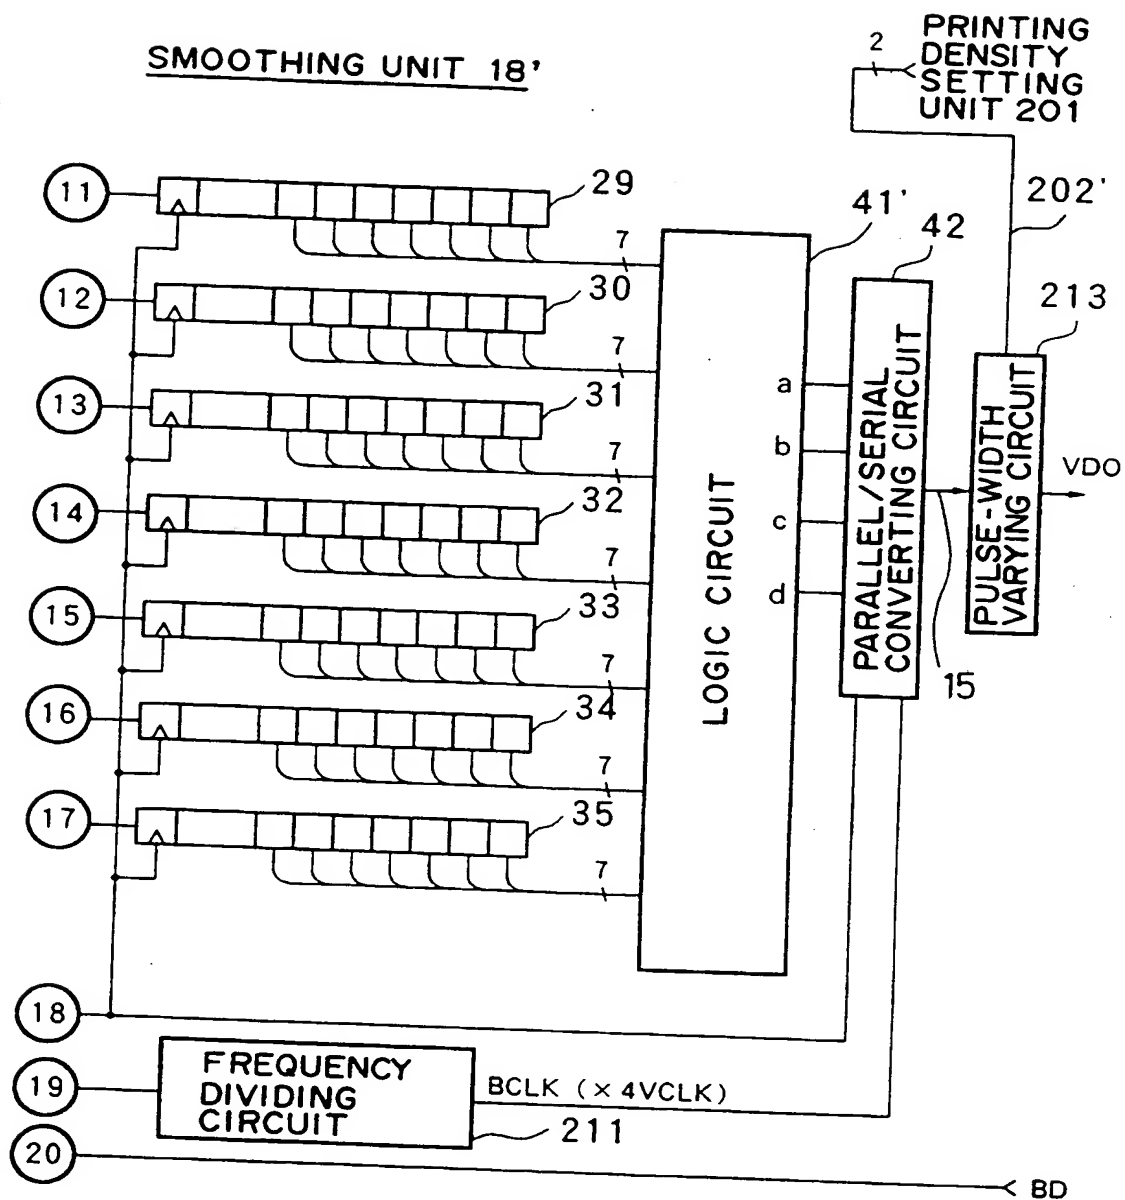 SMOOTHING UNIT 18'
2
PRINTING
DENSITY
SETTING
UNIT 201
11
29
7
12
30
7
13
31
7
14
32
7
15
33
7
16
34
7
17
35
7
LOGIC CIRCUIT
41'
a
b
c
d
42
PARALLEL/SERIAL
CONVERTING CIRCUIT
15
202'
213
PULSE-WIDTH
VARYING CIRCUIT
VDO
18
19
FREQUENCY
DIVIDING
CIRCUIT
BCLK (×4VCLK)
211
20
BD